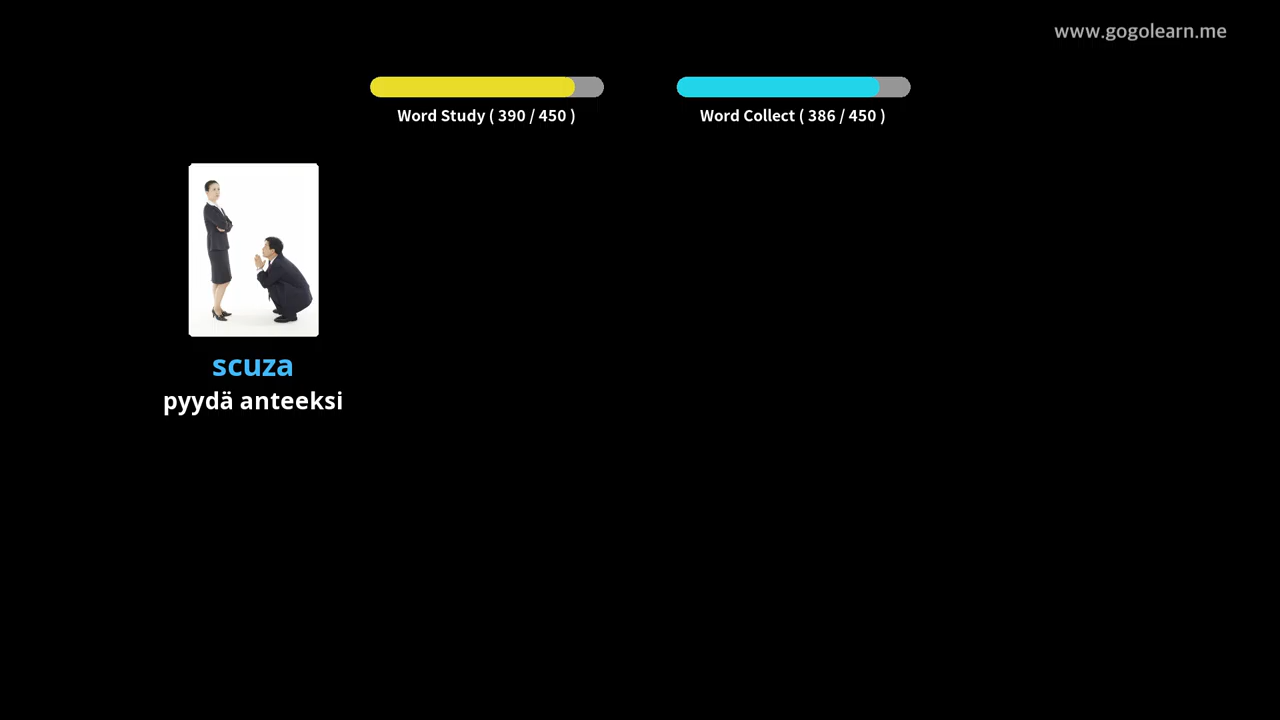 www.gogolearn.me
Word Study ( 390 / 450 )
Word Collect ( 386 / 450 )
scuza
pyydä anteeksi